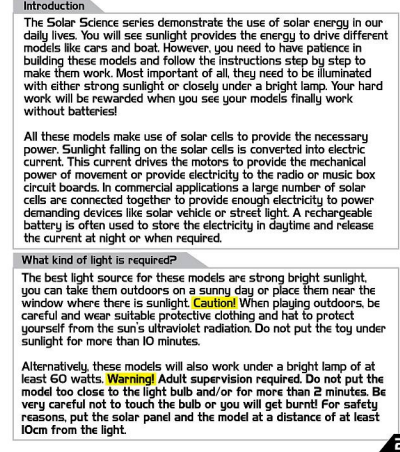 Introduction
The Solar Science series demonstrate the use of solar energy in our
daily lives. You will see sunlight provides the energy to drive different
models like cars and boat. However, you need to have patience in
building these models and follow the instructions step by step to
make them work. Most important of all, they need to be illuminated
with either strong sunlight or closely under a bright lamp. Your hard
work will be rewarded when you see your models finally work
without batteries!
All these models make use of solar cells to provide the necessary
power. Sunlight falling on the solar cells is converted into electric
current. This current drives the motors to provide the mechanical
power of movement or provide electricity to the radio or music box
circuit boards. In commercial applications a large number of solar
cells are connected together to provide enough electricity to power
demanding devices like solar vehicle or street light. A rechargeable
battery is often used to store the electricity in daytime and release
the current at night or when required.
What kind of light is required?
The best light source for these models are strong bright sunlight,
you can take them outdoors on a sunny day or place them near the
window where there is sunlight. Caution! When playing outdoors, be
careful and wear suitable protective clothing and hat to protect
yourself from the sun's ultraviolet radiation. Do not put the toy under
sunlight for more than 10 minutes.
Alternatively, these models will also work under a bright lamp of at
least 60 watts. Warning! Adult supervision required. Do not put the
model too close to the light bulb and/or for more than 2 minutes. Be
very careful not to touch the bulb or you will get burnt! For safety
reasons, put the solar panel and the model at a distance of at least
10cm from the light.
2